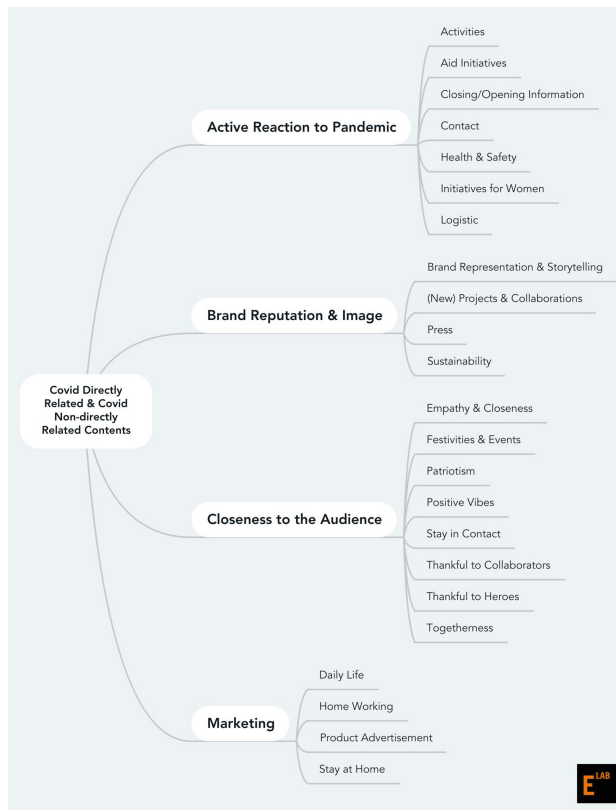 Activities
Aid Initiatives
Closing/Opening Information
Active Reaction to Pandemic
Contact
Health & Safety
Initiatives for Women
Logistic
Brand Representation & Storytelling
(New) Projects & Collaborations
Brand Reputation & Image
Press
Sustainability
Covid Directly
Related & Covid
Non-directly
Related Contents
Empathy & Closeness
Festivities & Events
Patriotism
Positive Vibes
Closeness to the Audience
Stay in Contact
Thankful to Collaborators
Thankful to Heroes
Togetherness
Daily Life
Home Working
Marketing
Product Advertisement
Stay at Home
E LAB